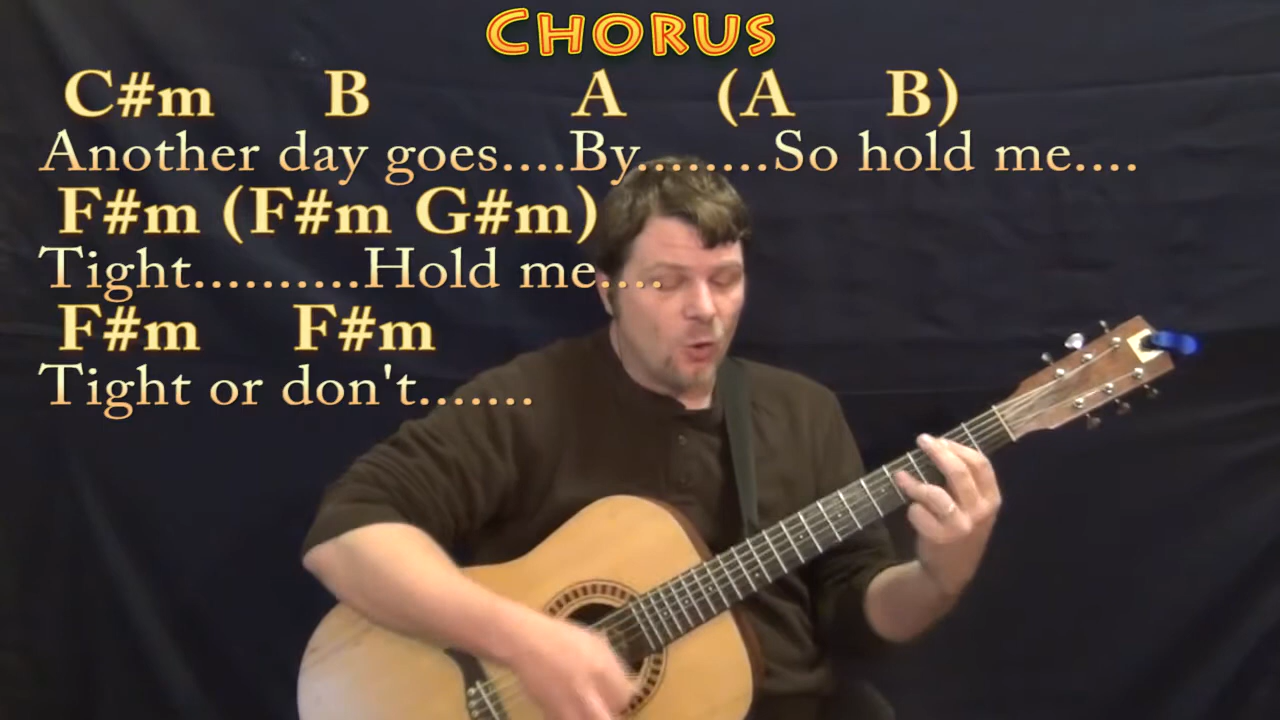 CHORUS
C#m B A (A B)
Another day goes....By........So hold me....
F#m (F#m G#m)
Tight..........Hold me....
F#m F#m
Tight or don't.......